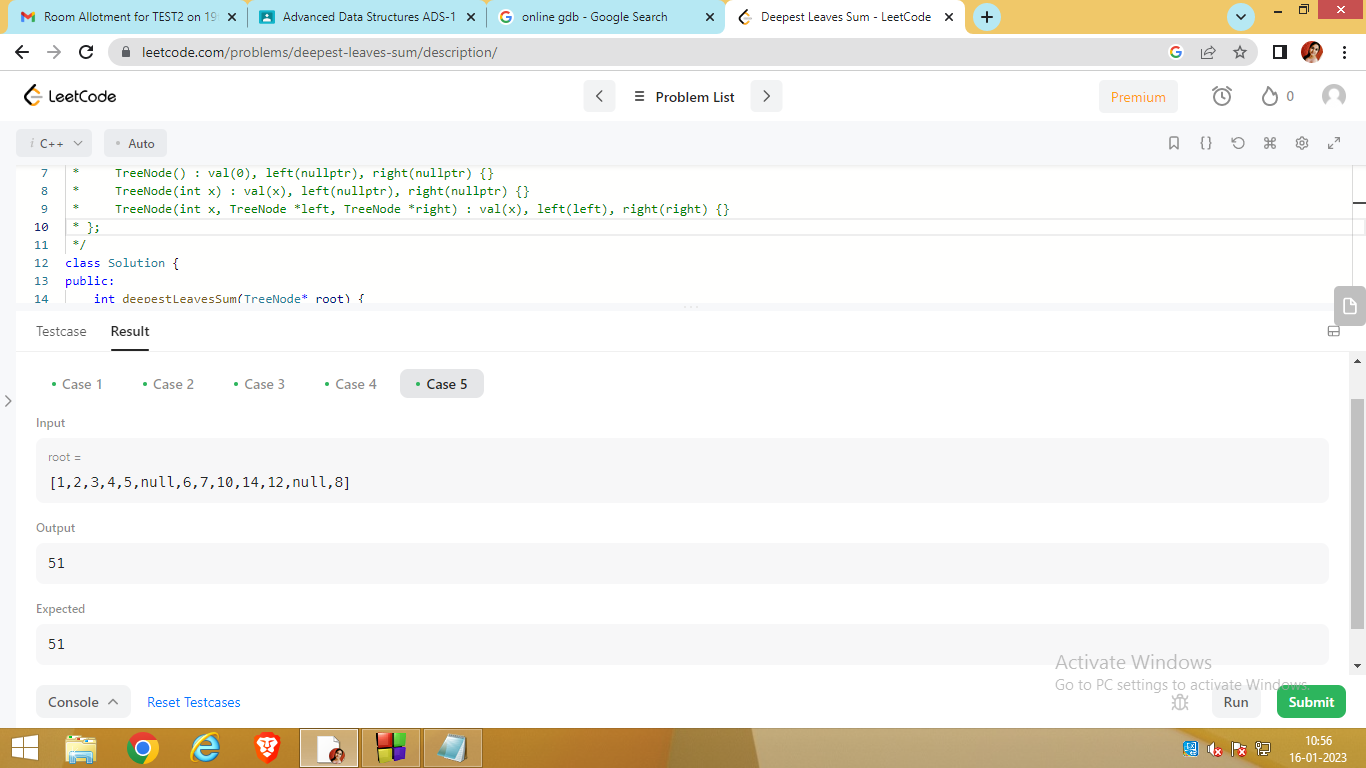 Room Allotment for TEST2 on 19
Advanced Data Structures ADS-1
online gdb - Google Search
Deepest Leaves Sum - LeetCode
leetcode.com/problems/deepest-leaves-sum/description/
LeetCode
Problem List
Premium
0
i C++
Auto
7 * TreeNode() : val(0), left(nullptr), right(nullptr) {}
8 * TreeNode(int x) : val(x), left(nullptr), right(nullptr) {}
9 * TreeNode(int x, TreeNode *left, TreeNode *right) : val(x), left(left), right(right) {}
10 * };
11 */
12 class Solution {
13 public:
14 int deepestLeavesSum(TreeNode* root) {
Testcase Result
Case 1 Case 2 Case 3 Case 4 Case 5
Input
root =
[1,2,3,4,5,null,6,7,10,14,12,null,8]
Output
51
Expected
51
Activate Windows
Go to PC settings to activate Windows.
Console Reset Testcases Run Submit
10:56
16-01-2023